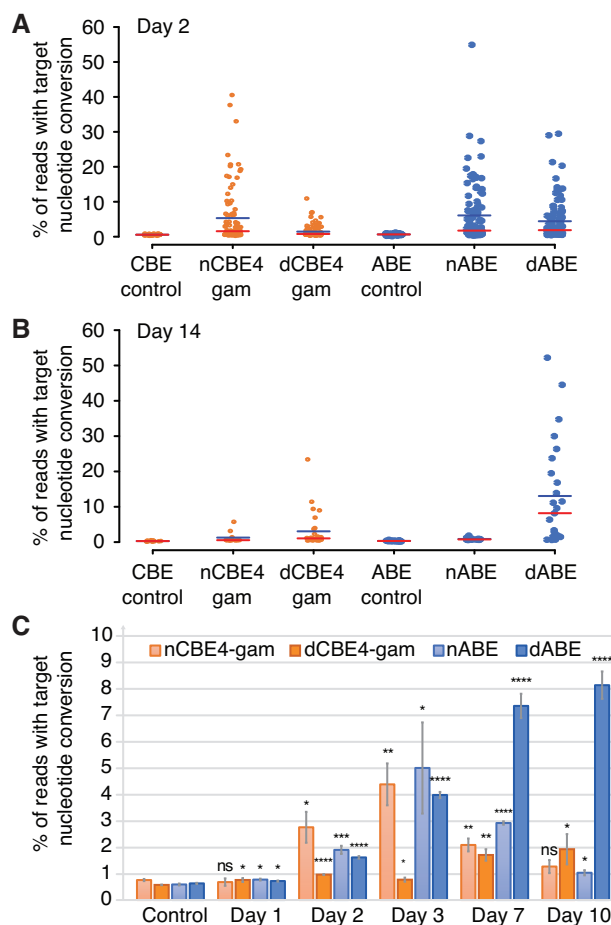 A
Day 2
% of reads with target
nucleotide conversion
60
50
40
30
20
10
0
CBE control
nCBE4 gam
dCBE4 gam
ABE control
nABE
dABE
B
Day 14
% of reads with target
nucleotide conversion
60
50
40
30
20
10
0
CBE control
nCBE4 gam
dCBE4 gam
ABE control
nABE
dABE
C
% of reads with target
nucleotide conversion
10
9
8
7
6
5
4
3
2
1
0
nCBE4-gam dCBE4-gam nABE dABE
ns * * *
* **** *** ****
** * * ****
** ** **** ****
ns * * ****
Control Day 1 Day 2 Day 3 Day 7 Day 10